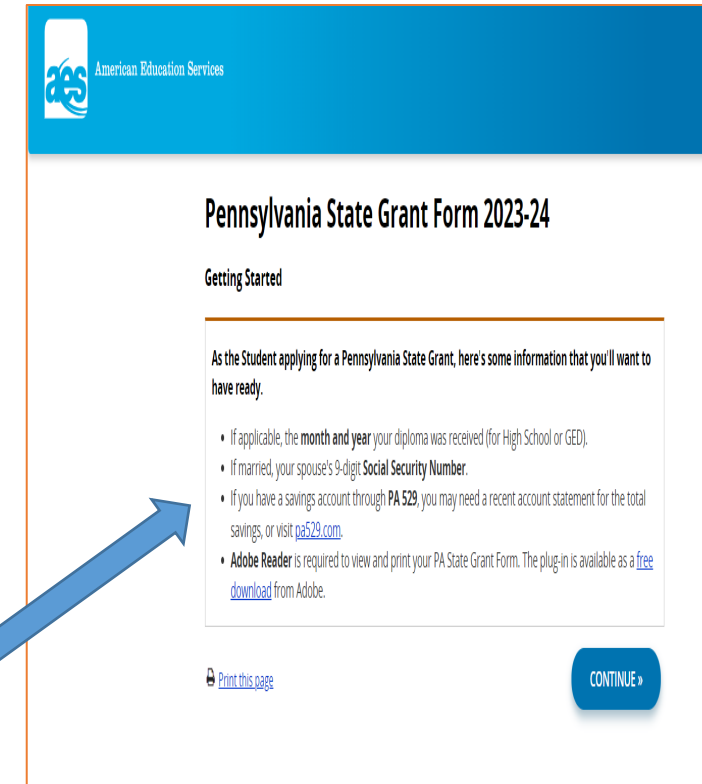 aes American Education Services
Pennsylvania State Grant Form 2023-24
Getting Started
As the Student applying for a Pennsylvania State Grant, here's some information that you'll want to
have ready.
• If applicable, the month and year your diploma was received (for High School or GED).
• If married, your spouse's 9-digit Social Security Number.
• If you have a savings account through PA 529, you may need a recent account statement for the total
savings, or visit pa529.com.
• Adobe Reader is required to view and print your PA State Grant Form. The plug-in is available as a free
download from Adobe.
Print this page
CONTINUE »